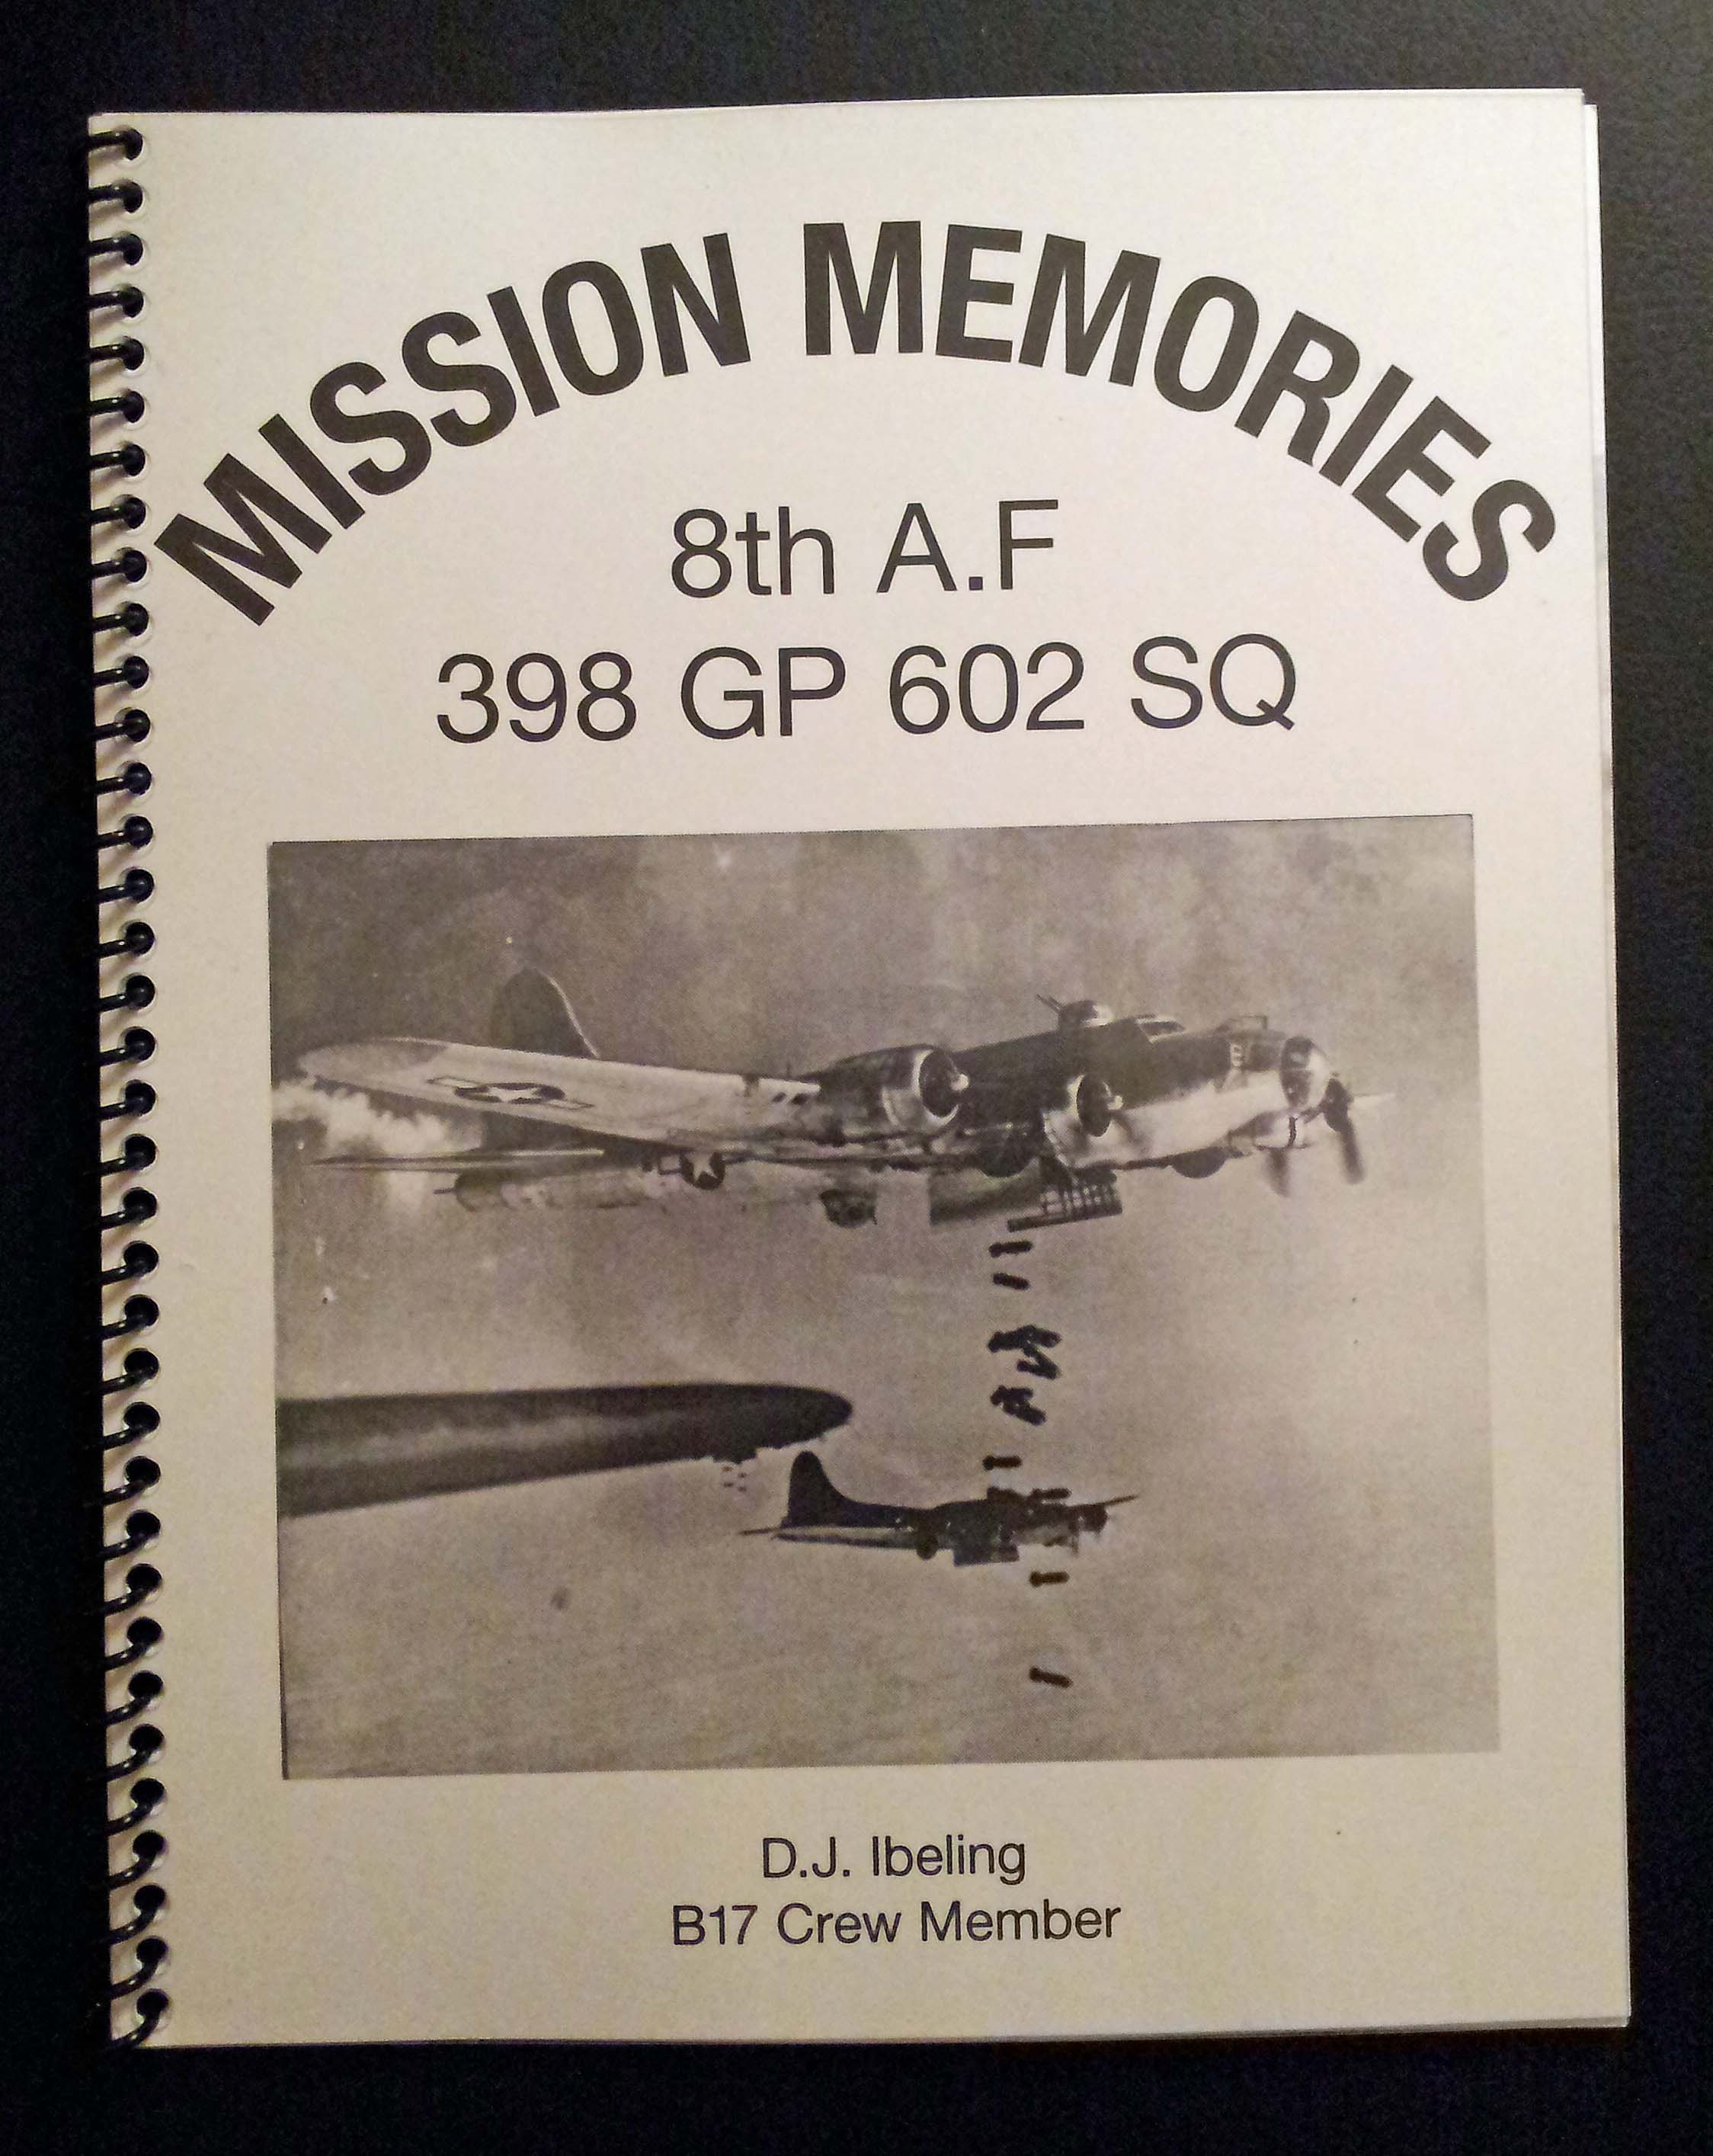 MISSION MEMORIES
8th A.F
398 GP 602 SQ
D.J. Ibeling
B17 Crew Member